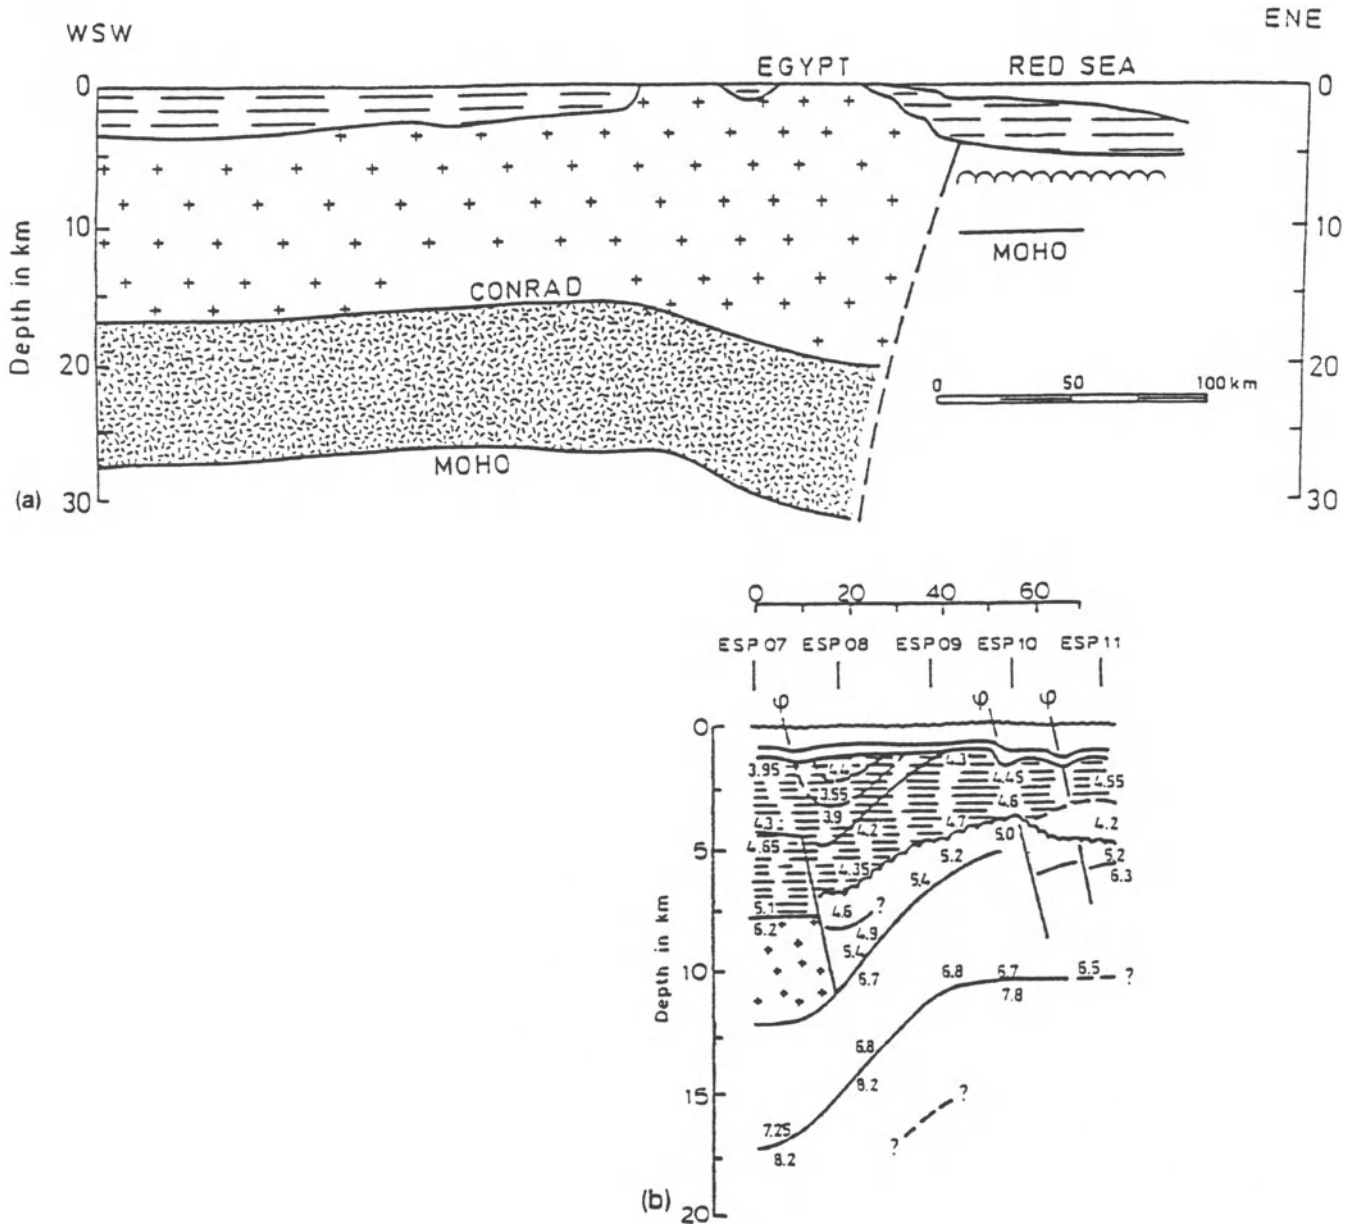 WSW ENE
EGYPT RED SEA
0 0
10 10
CONRAD MOHO
20 20
0 50 100 km
MOHO
(a) 30 30
Depth in km
0 20 40 60
ESP 07 ESP 08 ESP 09 ESP 10 ESP 11
φ φ φ
0
3.95 4.4 4.3 4.45 4.55
3.55 4.6
4.3 3.9 4.2 4.7 4.2
4.65 5.0
5 4.35 5.2 5.2
5.4 6.3
5.1 4.6 ?
6.2 4.9
5.4
10 6.7 6.8 6.7 6.5 ?
7.8
6.8
8.2
15 ?
7.25 ?
8.2
(b) 20
Depth in km